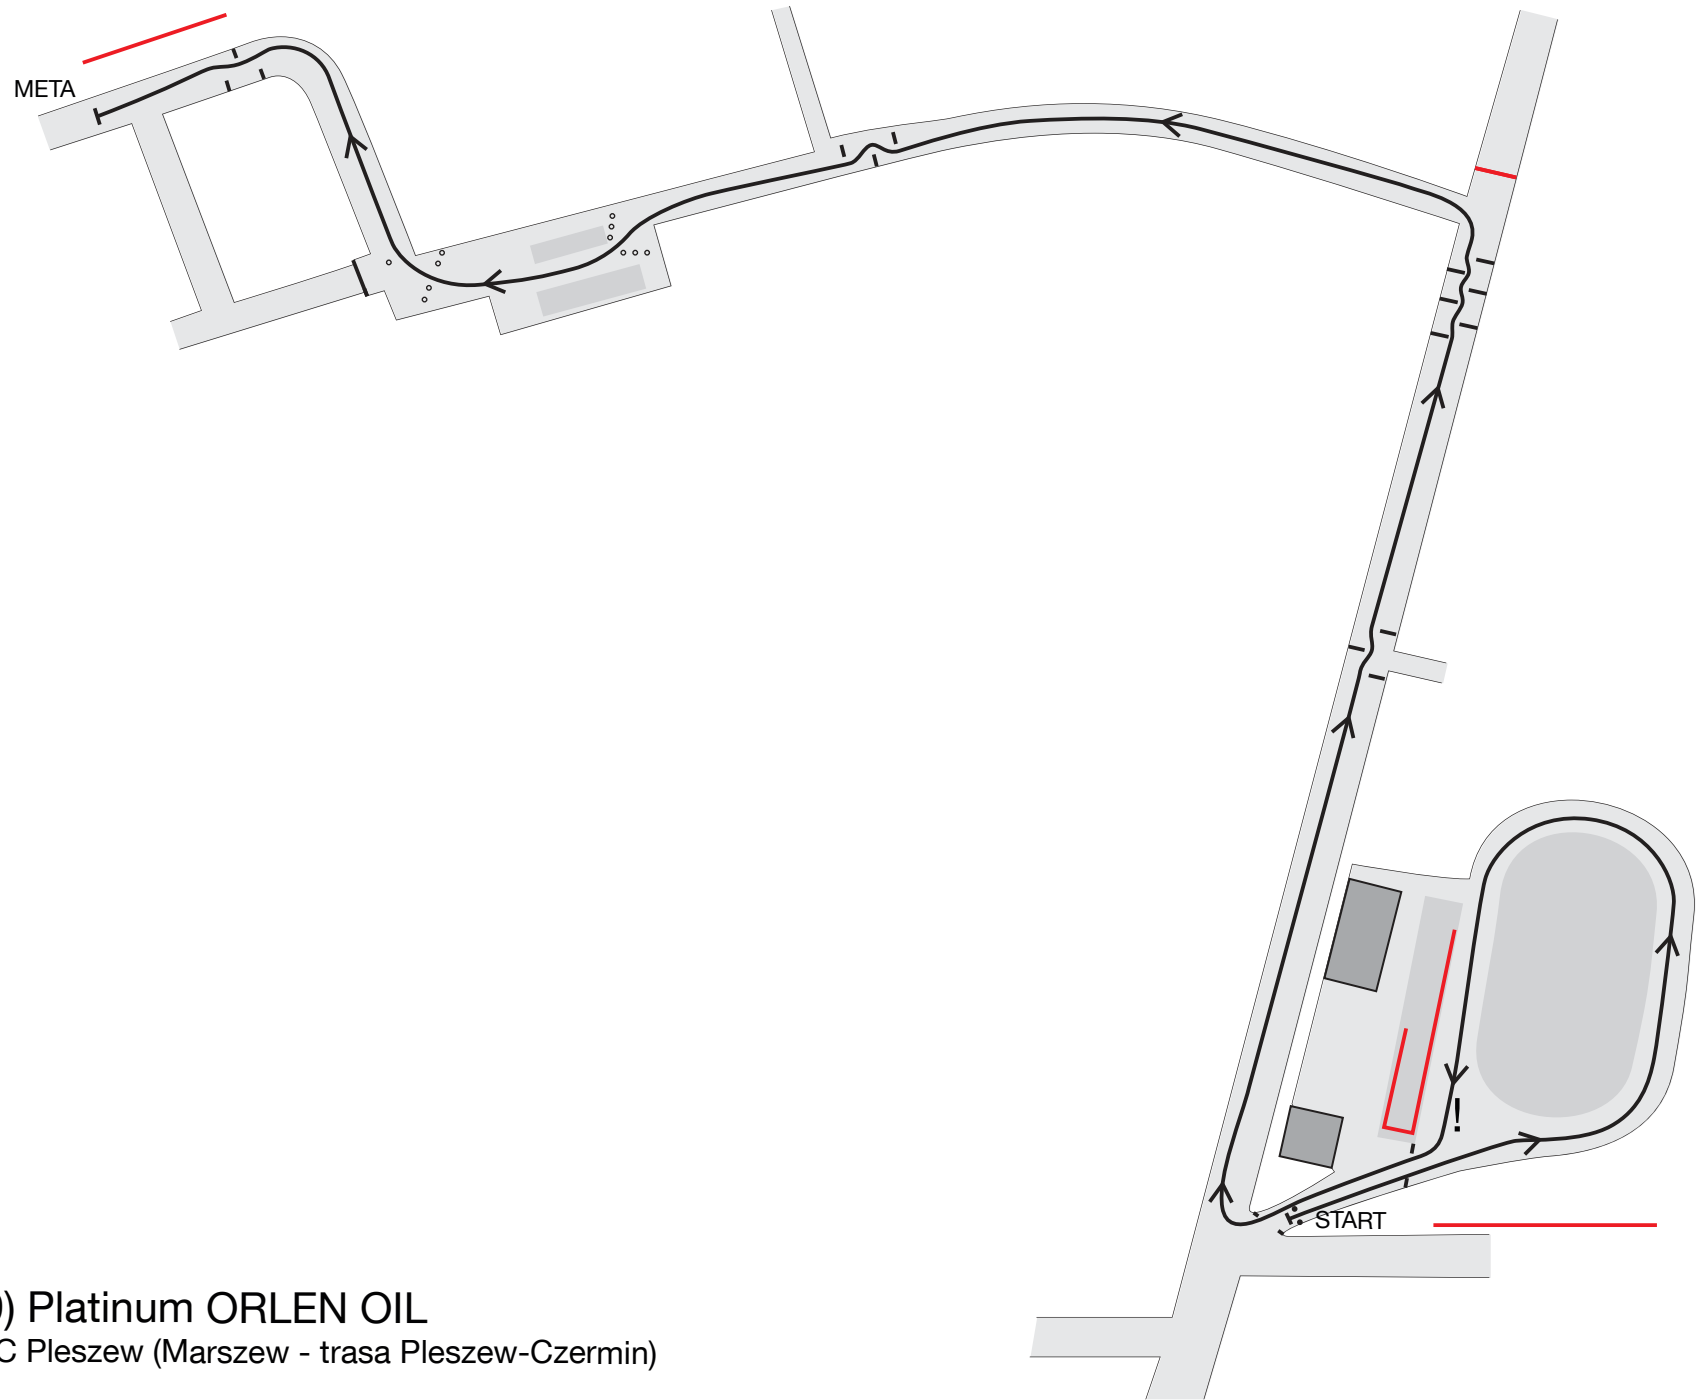 META
!
START
) Platinum ORLEN OIL
C Pleszew (Marszew - trasa Pleszew-Czermin)